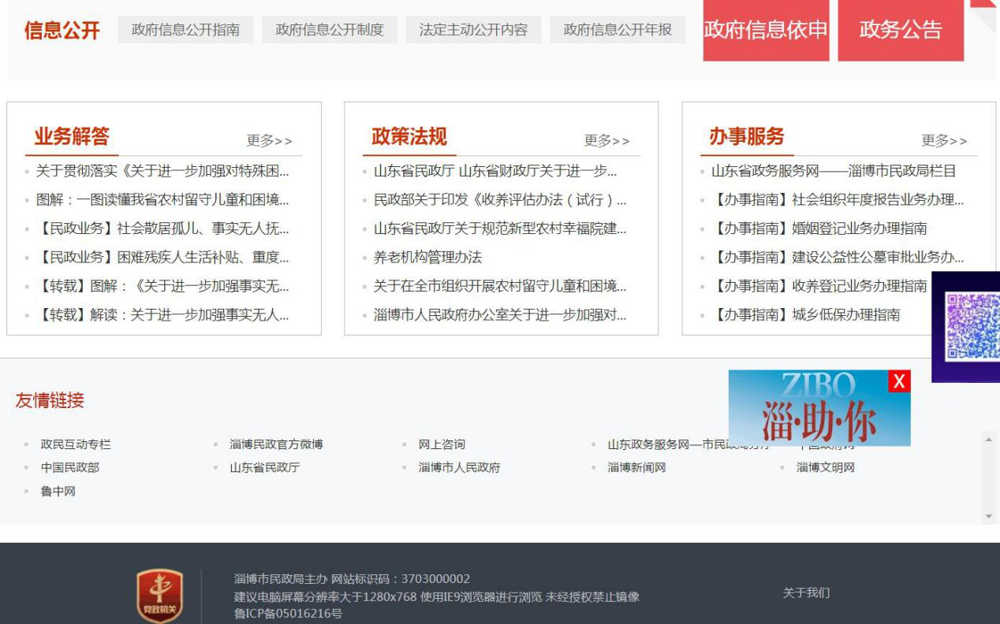 信息公开
政府信息公开指南
政府信息公开制度
法定主动公开内容
政府信息公开年报
政府信息依申
政务公告
业务解答
更多>>
关于贯彻落实《关于进一步加强对特殊困...
图解：一图读懂我省农村留守儿童和困境...
【民政业务】社会散居孤儿、事实无人抚...
【民政业务】困难残疾人生活补贴、重度...
【转载】图解：《关于进一步加强事实无...
【转载】解读：关于进一步加强事实无人...
政策法规
更多>>
山东省民政厅 山东省财政厅关于进一步...
民政部关于印发《收养评估办法（试行）...
山东省民政厅关于规范新型农村幸福院建...
养老机构管理办法
关于在全市组织开展农村留守儿童和困境...
淄博市人民政府办公室关于进一步加强对...
办事服务
更多>>
山东省政务服务网——淄博市民政局栏目
【办事指南】社会组织年度报告业务办理...
【办事指南】婚姻登记业务办理指南
【办事指南】建设公益性公墓审批业务办...
【办事指南】收养登记业务办理指南
【办事指南】城乡低保办理指南
友情链接
ZIBO
X
淄·助·你
政民互动专栏
淄博民政官方微博
网上咨询
山东政务服务网—市民政局分厅
中国政府网
中国民政部
山东省民政厅
淄博市人民政府
淄博新闻网
淄博文明网
鲁中网
党政机关
淄博市民政局主办 网站标识码：3703000002
建议电脑屏幕分辨率大于1280x768 使用IE9浏览器进行浏览 未经授权禁止镜像
鲁ICP备05016216号
关于我们